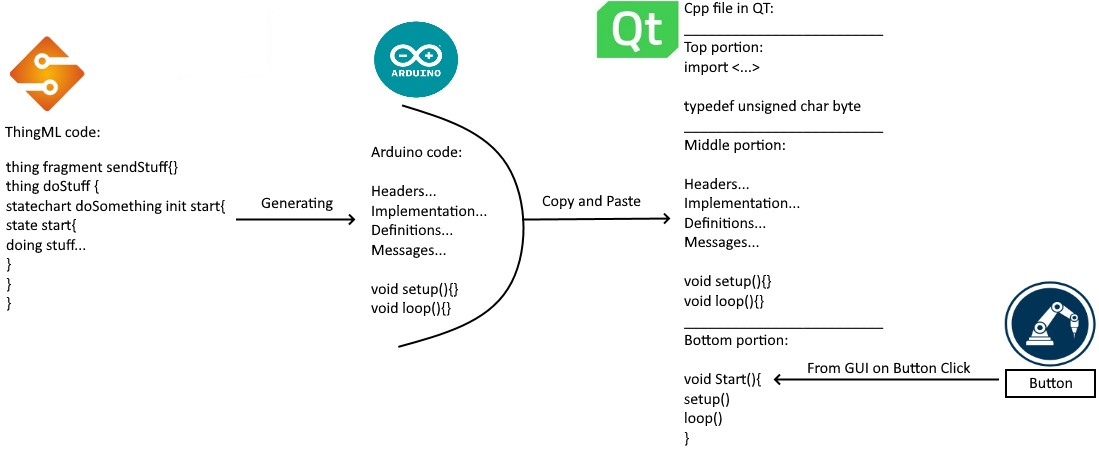 ThingML code:
thing fragment sendStuff{}
thing doStuff {
statechart doSomething init start{
state start{
doing stuff...
}
}
}
Generating
ARDUINO
Arduino code:
Headers...
Implementation...
Definitions...
Messages...
void setup(){}
void loop(){}
Copy and Paste
Qt
Cpp file in QT:
Top portion:
import <...>
typedef unsigned char byte
Middle portion:
Headers...
Implementation...
Definitions...
Messages...
void setup(){}
void loop(){}
Bottom portion:
void Start(){
setup()
loop()
}
From GUI on Button Click
Button